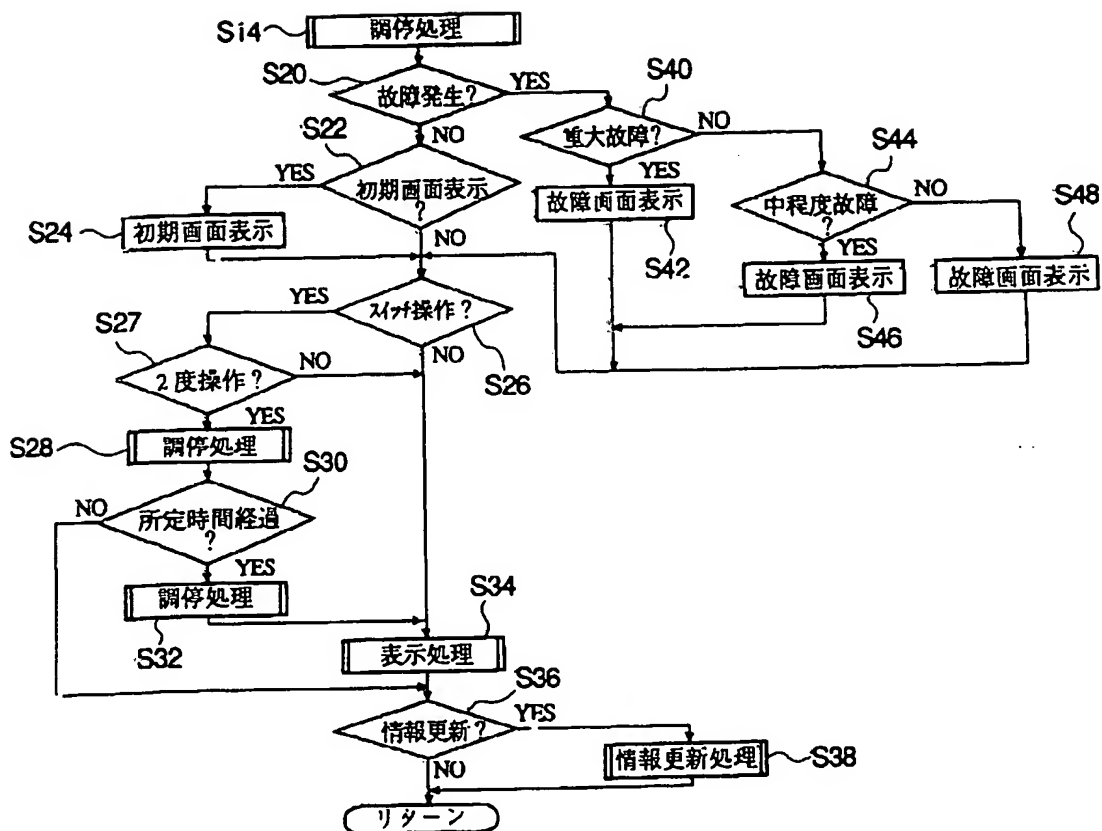 Si4
調停処理
S20
故障発生?
YES
S40
NO
重大故障?
NO
S22
YES
初期画面表示
?
YES
故障画面表示
S42
S44
中程度故障
?
NO
S48
S24
初期画面表示
NO
YES
故障画面表示
S46
故障画面表示
YES
スイッチ操作?
S26
S27
NO
2度操作?
NO
YES
S28
調停処理
S30
NO
所定時間経過
?
YES
調停処理
S32
S34
表示処理
S36
情報更新?
YES
NO
情報更新処理
S38
リターン